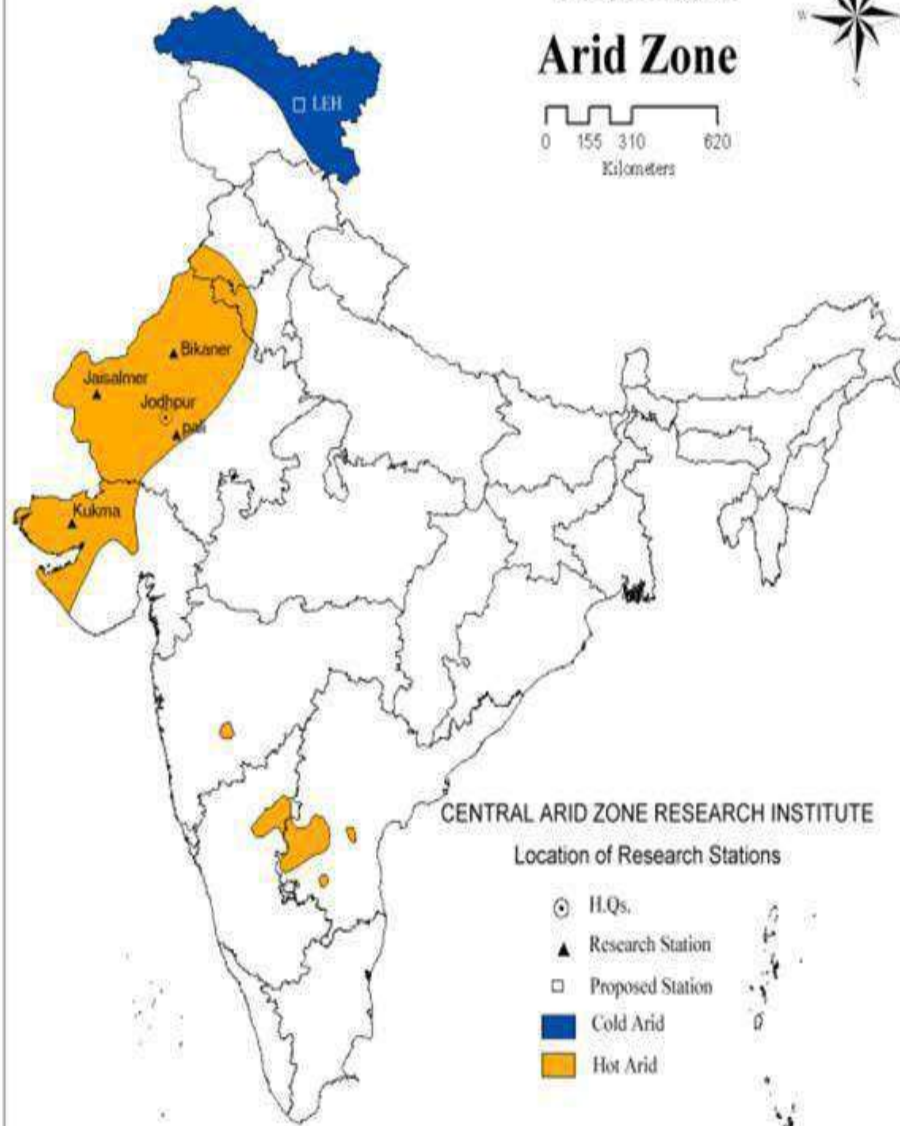 Arid Zone
W
S
0 155 310 620
Kilometers
LEH
Bikaner
Jaisalmer
Jodhpur
pali
Kukma
CENTRAL ARID ZONE RESEARCH INSTITUTE
Location of Research Stations
H.Qs.
Research Station
Proposed Station
Cold Arid
Hot Arid